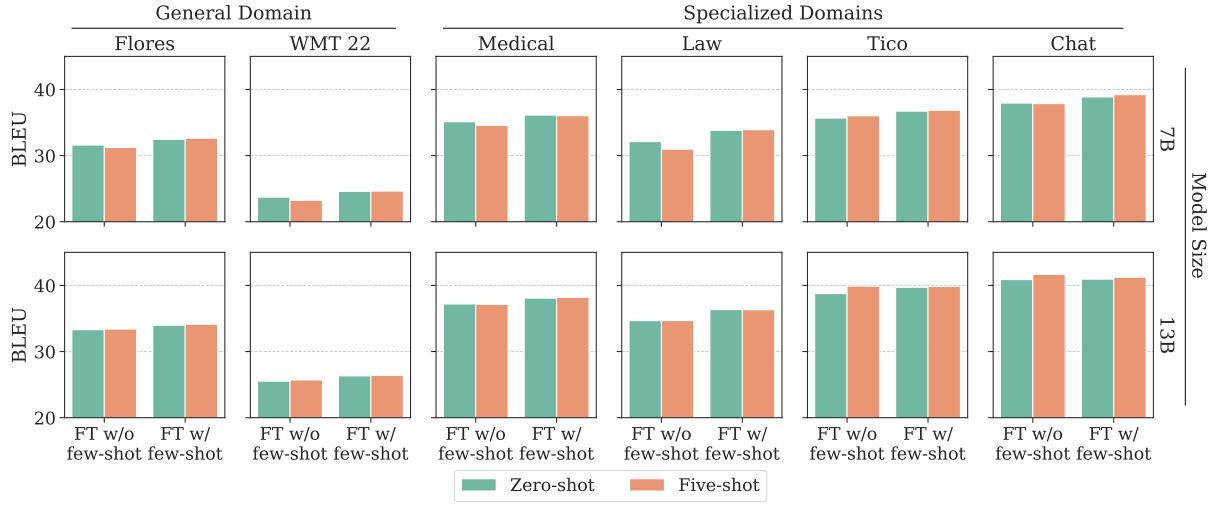 General Domain
Specialized Domains
Flores
WMT 22
Medical
Law
Tico
Chat
BLEU
40
30
20
7B
BLEU
40
30
20
13B
Model Size
FT w/o few-shot
FT w/ few-shot
FT w/o few-shot
FT w/ few-shot
FT w/o few-shot
FT w/ few-shot
FT w/o few-shot
FT w/ few-shot
FT w/o few-shot
FT w/ few-shot
FT w/o few-shot
FT w/ few-shot
Zero-shot
Five-shot